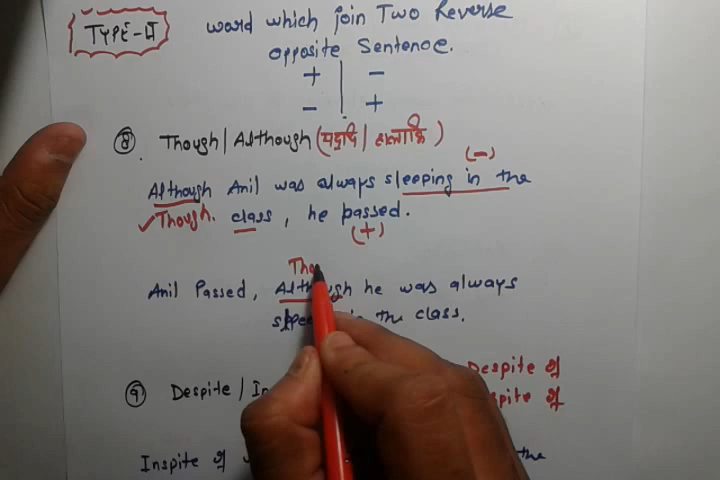 TYPE-II word which join Two Reverse
opposite Sentence.
+ | -
- | +
Though / Although (यद्यपि / हालांकि)
(-)
Although Anil was always sleeping in the
✓Though. class, he passed.
(+)
Tho
Anil Passed, Although he was always
in the class.
Despite of
Despite /
spite of
Inspite of
the